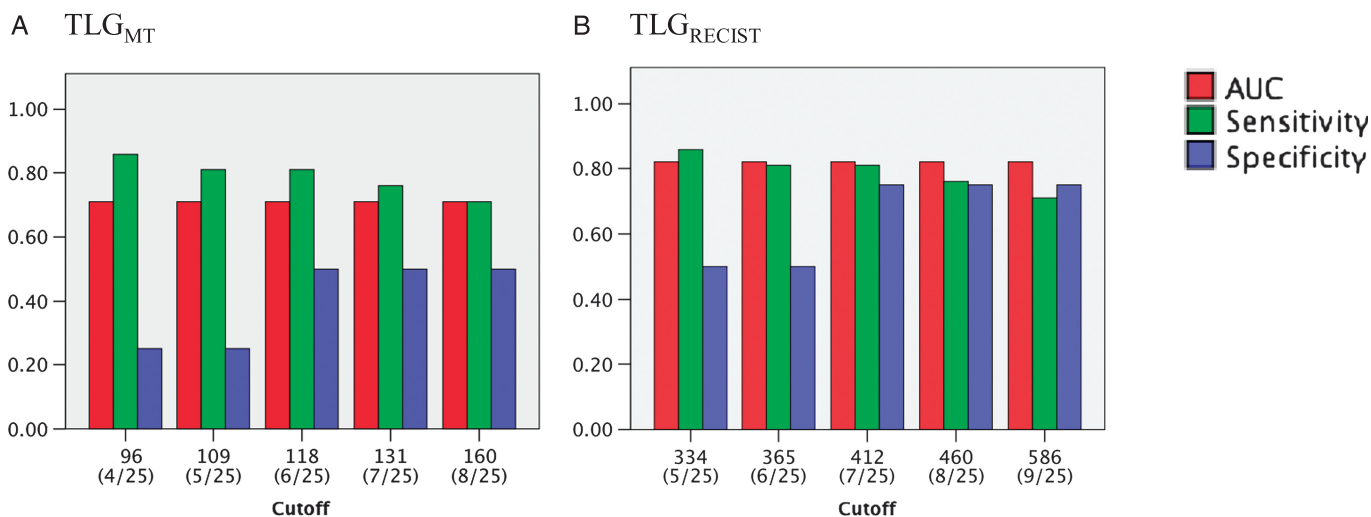 A TLG_MT
1.00
0.80
0.60
0.40
0.20
0.00
96 109 118 131 160
(4/25) (5/25) (6/25) (7/25) (8/25)
Cutoff
B TLG_RECIST
1.00
0.80
0.60
0.40
0.20
0.00
334 365 412 460 586
(5/25) (6/25) (7/25) (8/25) (9/25)
Cutoff
AUC
Sensitivity
Specificity